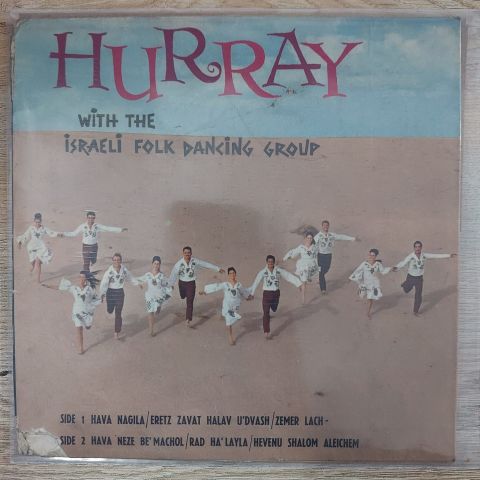 HURRAY
WITH THE
ISRAELI FOLK DANCING GROUP
SIDE 1 HAVA NAGILA/ERETZ ZAVAT HALAV U'DVASH/ZEMER LACH-
SIDE 2 HAVA NEZE BE'MACHOL/RAD HA'LAYLA/HEVENU SHALOM ALEICHEM